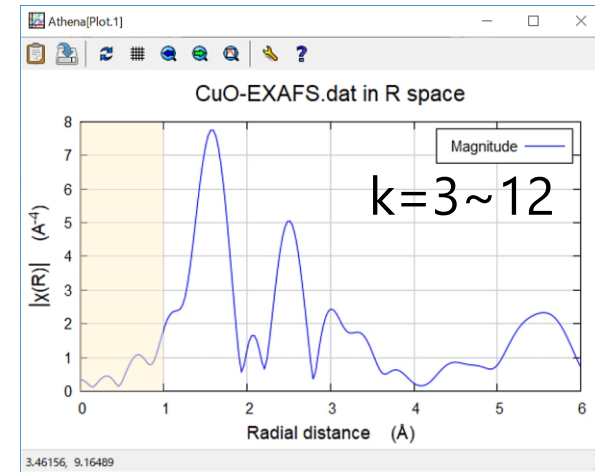 Athena[Plot.1]
CuO-EXAFS.dat in R space
Magnitude
k=3~12
|χ(R)| (Å⁻⁴)
8
7
6
5
4
3
2
1
0
0 1 2 3 4 5 6
Radial distance (Å)
3.46156, 9.16489